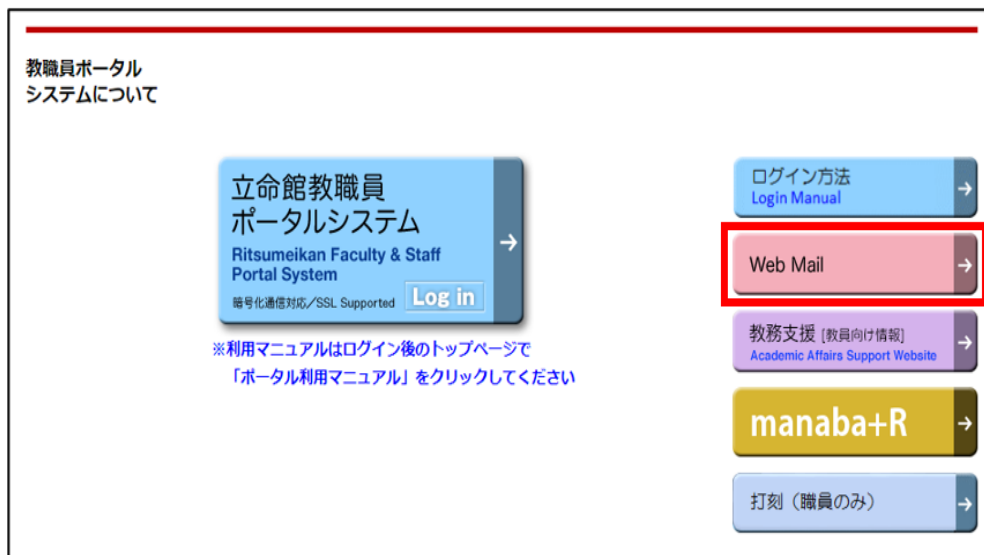 教職員ポータル
システムについて
立命館教職員
ポータルシステム
Ritsumeikan Faculty & Staff
Portal System
暗号化通信対応／SSL Supported Log in
※利用マニュアルはログイン後のトップページで
「ポータル利用マニュアル」をクリックしてください
ログイン方法
Login Manual
Web Mail
教務支援 [教員向け情報]
Academic Affairs Support Website
manaba+R
打刻（職員のみ）